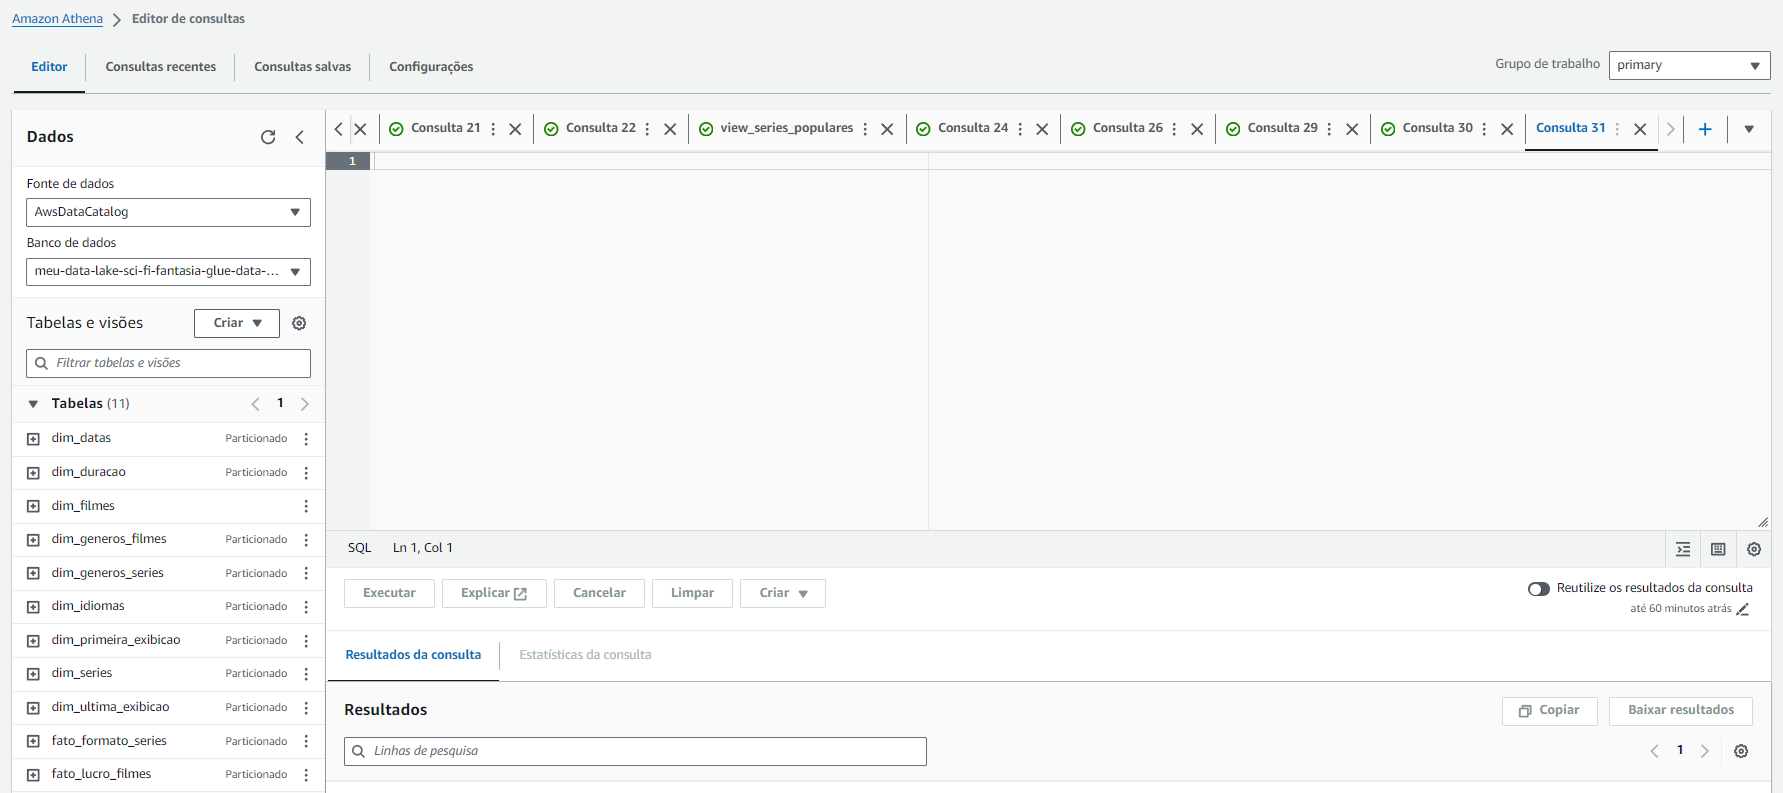 Amazon Athena > Editor de consultas
Editor Consultas recentes Consultas salvas Configurações
Grupo de trabalho primary
Dados
Fonte de dados
AwsDataCatalog
Banco de dados
meu-data-lake-sci-fi-fantasia-glue-data-...
Tabelas e visões Criar
Filtrar tabelas e visões
Tabelas (11) 1
dim_datas Particionado
dim_duracao Particionado
dim_filmes
dim_generos_filmes Particionado
dim_generos_series Particionado
dim_idiomas Particionado
dim_primeira_exibicao Particionado
dim_series Particionado
dim_ultima_exibicao Particionado
fato_formato_series Particionado
fato_lucro_filmes Particionado
Consulta 21 Consulta 22 view_series_populares Consulta 24 Consulta 26 Consulta 29 Consulta 30 Consulta 31
1
SQL Ln 1, Col 1
Executar Explicar Cancelar Limpar Criar
Reutilize os resultados da consulta
até 60 minutos atrás
Resultados da consulta Estatísticas da consulta
Resultados Copiar Baixar resultados
Linhas de pesquisa 1